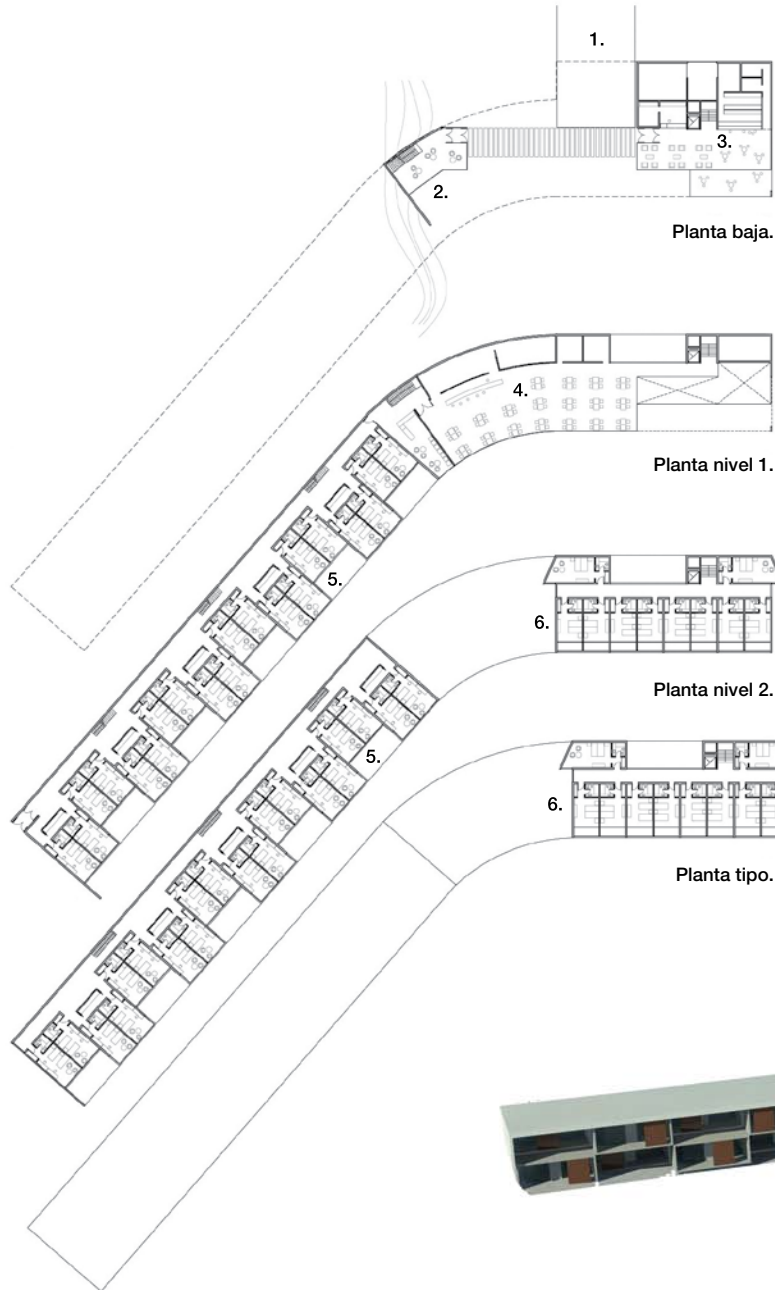 1.
3.
2.
Planta baja.
4.
Planta nivel 1.
5.
6.
Planta nivel 2.
5.
6.
Planta tipo.